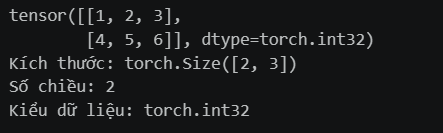 tensor([[1, 2, 3],
        [4, 5, 6]], dtype=torch.int32)
Kích thước: torch.Size([2, 3])
Số chiều: 2
Kiểu dữ liệu: torch.int32